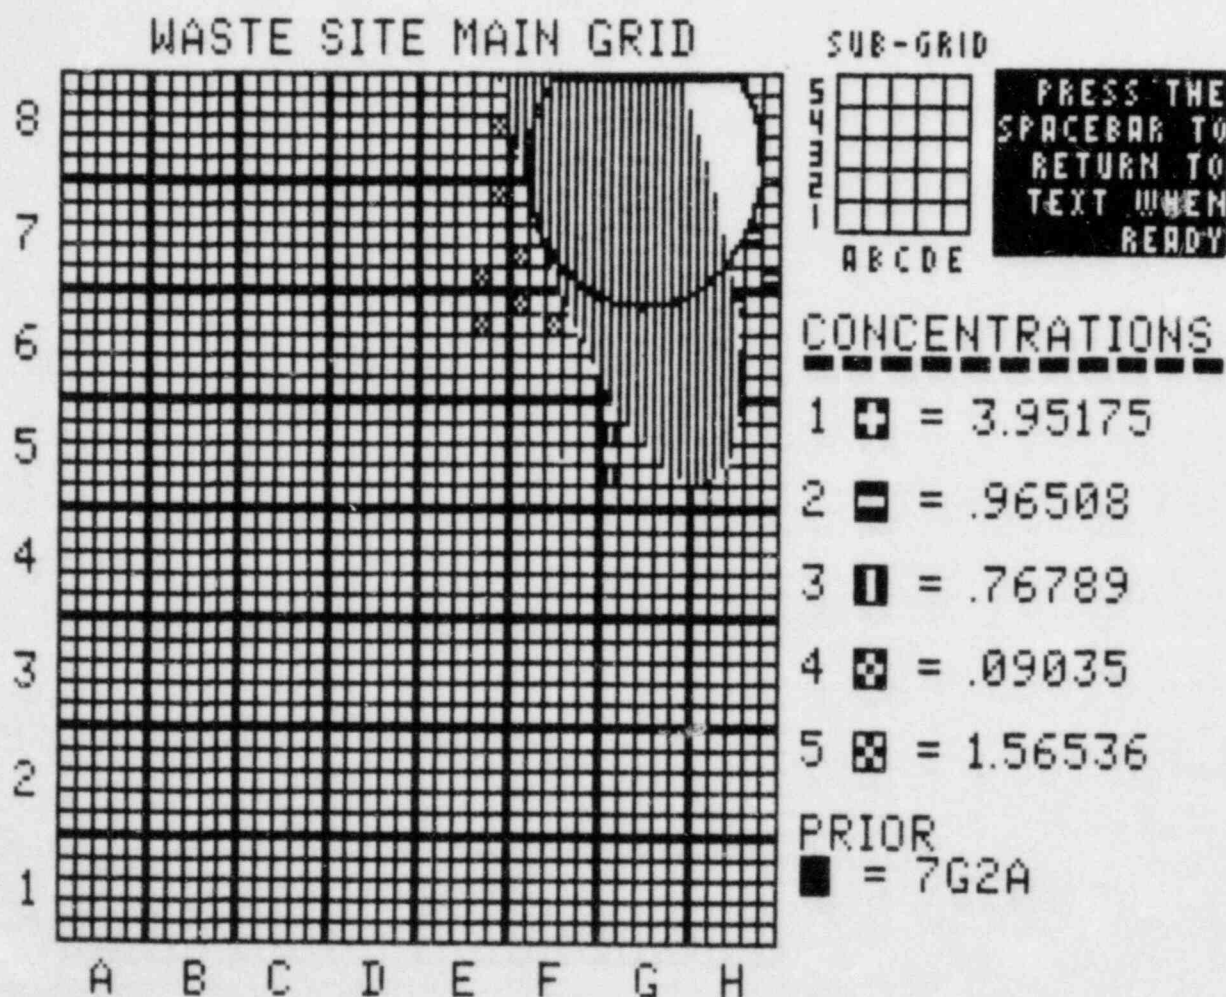 WASTE SITE MAIN GRID
8
7
6
5
4
3
2
1
A B C D E F G H
SUB-GRID
5
4
3
2
1
A B C D E
PRESS THE
SPACEBAR TO
RETURN TO
TEXT WHEN
READY
CONCENTRATIONS
1 = 3.95175
2 = .96508
3 = .76789
4 = .09035
5 = 1.56536
PRIOR
= 7G2A